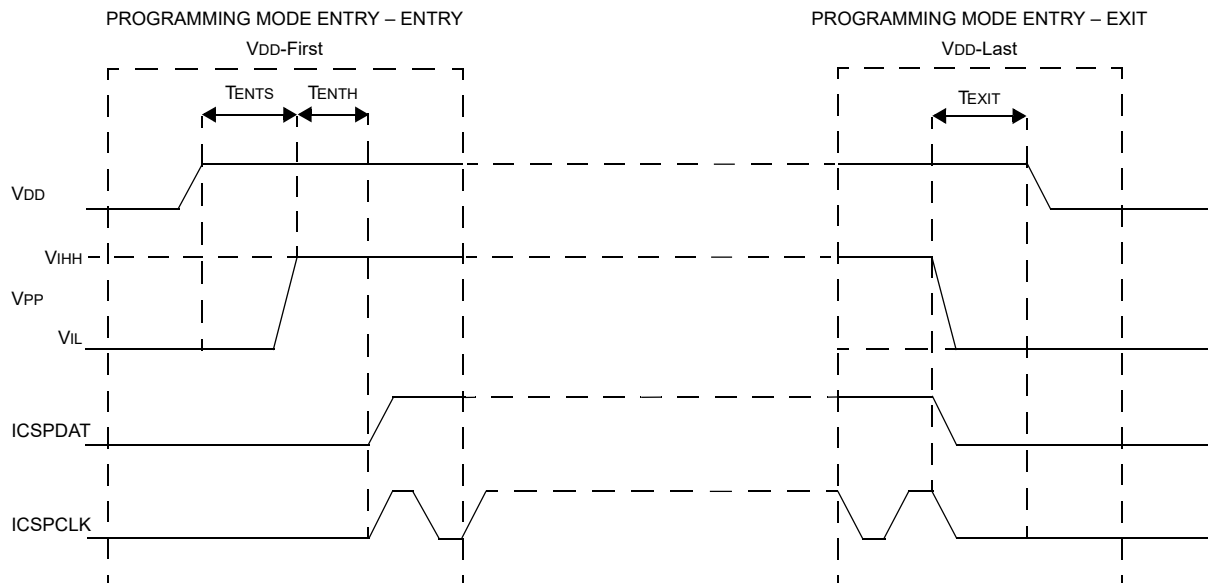 PROGRAMMING MODE ENTRY – ENTRY
PROGRAMMING MODE ENTRY – EXIT
VDD-First
VDD-Last
TENTS
TENTH
TEXIT
VDD
VIHH
VPP
VIL
ICSPDAT
ICSPCLK